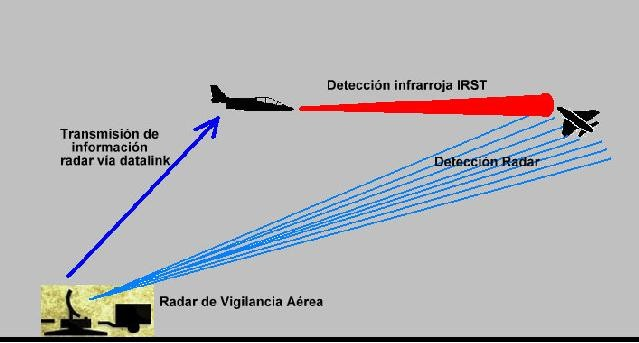 Detección infrarroja IRST
Transmisión de
información
radar vía datalink
Detección Radar
Radar de Vigilancia Aérea